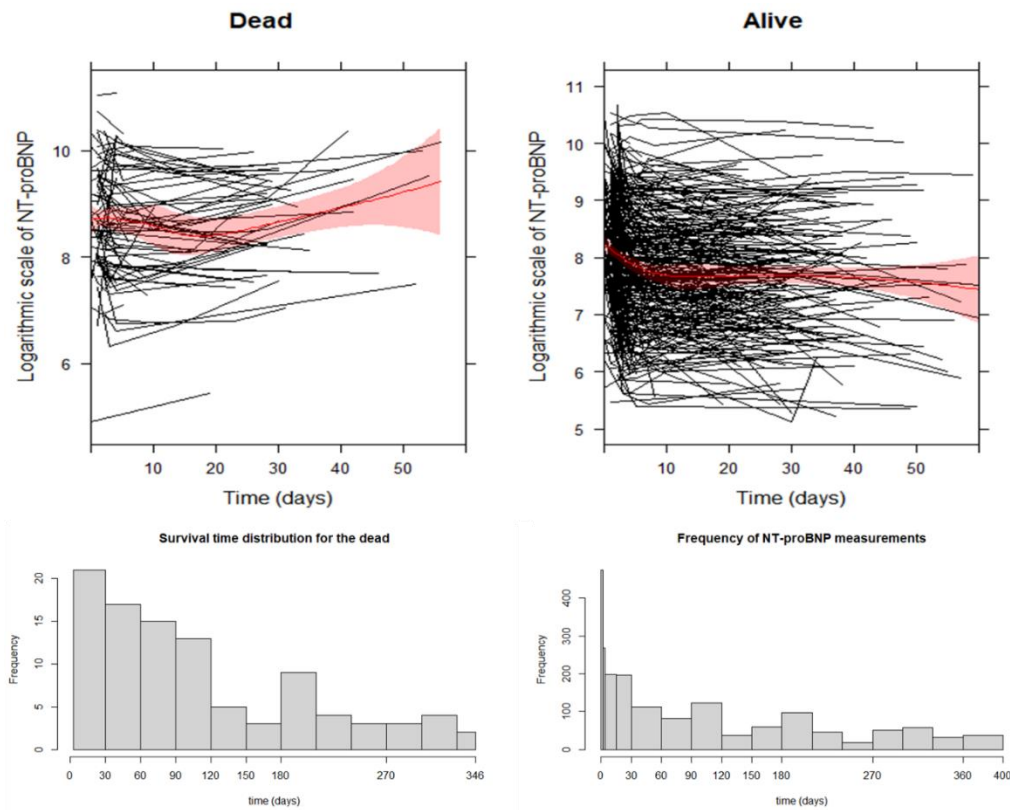 Dead
Logarithmic scale of NT-proBNP
10
8
6
10 20 30 40 50
Time (days)
Alive
Logarithmic scale of NT-proBNP
11
10
9
8
7
6
5
10 20 30 40 50
Time (days)
Survival time distribution for the dead
Frequency
20
15
10
5
0
0 30 60 90 120 150 180 270 346
time (days)
Frequency of NT-proBNP measurements
Frequency
400
300
200
100
0
0 30 60 90 120 150 180 270 360 400
time (days)